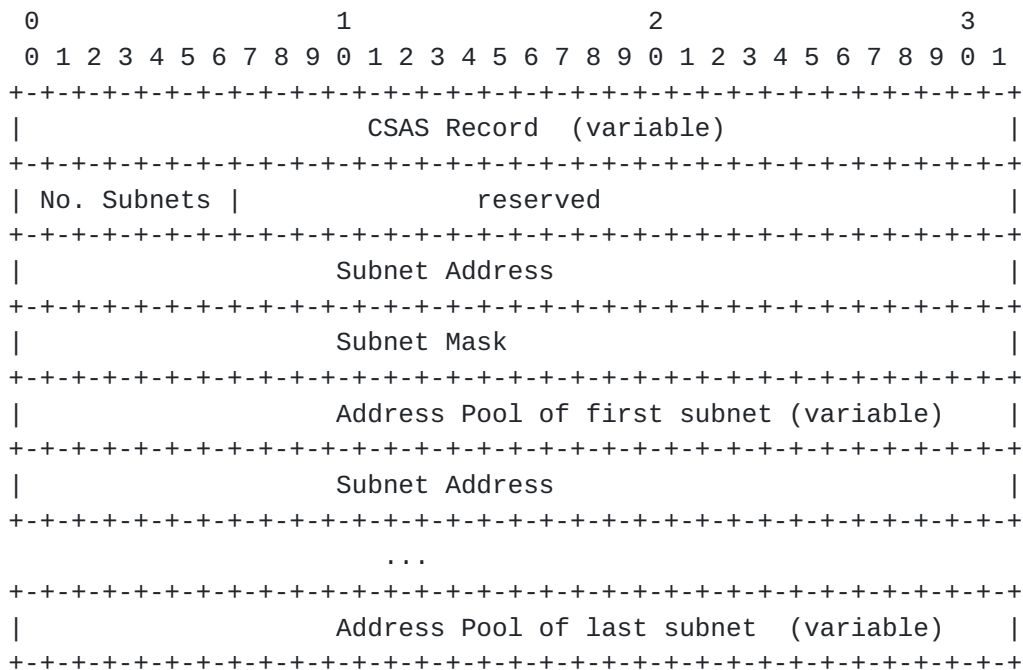 0                   1                   2                   3
 0 1 2 3 4 5 6 7 8 9 0 1 2 3 4 5 6 7 8 9 0 1 2 3 4 5 6 7 8 9 0 1
+-+-+-+-+-+-+-+-+-+-+-+-+-+-+-+-+-+-+-+-+-+-+-+-+-+-+-+-+-+-+-+-+
|                      CSAS Record  (variable)                  |
+-+-+-+-+-+-+-+-+-+-+-+-+-+-+-+-+-+-+-+-+-+-+-+-+-+-+-+-+-+-+-+-+
| No. Subnets |               reserved                          |
+-+-+-+-+-+-+-+-+-+-+-+-+-+-+-+-+-+-+-+-+-+-+-+-+-+-+-+-+-+-+-+-+
|                    Subnet Address                             |
+-+-+-+-+-+-+-+-+-+-+-+-+-+-+-+-+-+-+-+-+-+-+-+-+-+-+-+-+-+-+-+-+
|                    Subnet Mask                                |
+-+-+-+-+-+-+-+-+-+-+-+-+-+-+-+-+-+-+-+-+-+-+-+-+-+-+-+-+-+-+-+-+
|                    Address Pool of first subnet (variable)    |
+-+-+-+-+-+-+-+-+-+-+-+-+-+-+-+-+-+-+-+-+-+-+-+-+-+-+-+-+-+-+-+-+
|                    Subnet Address                             |
+-+-+-+-+-+-+-+-+-+-+-+-+-+-+-+-+-+-+-+-+-+-+-+-+-+-+-+-+-+-+-+-+
                        ...
+-+-+-+-+-+-+-+-+-+-+-+-+-+-+-+-+-+-+-+-+-+-+-+-+-+-+-+-+-+-+-+-+
|                    Address Pool of last subnet  (variable)    |
+-+-+-+-+-+-+-+-+-+-+-+-+-+-+-+-+-+-+-+-+-+-+-+-+-+-+-+-+-+-+-+-+